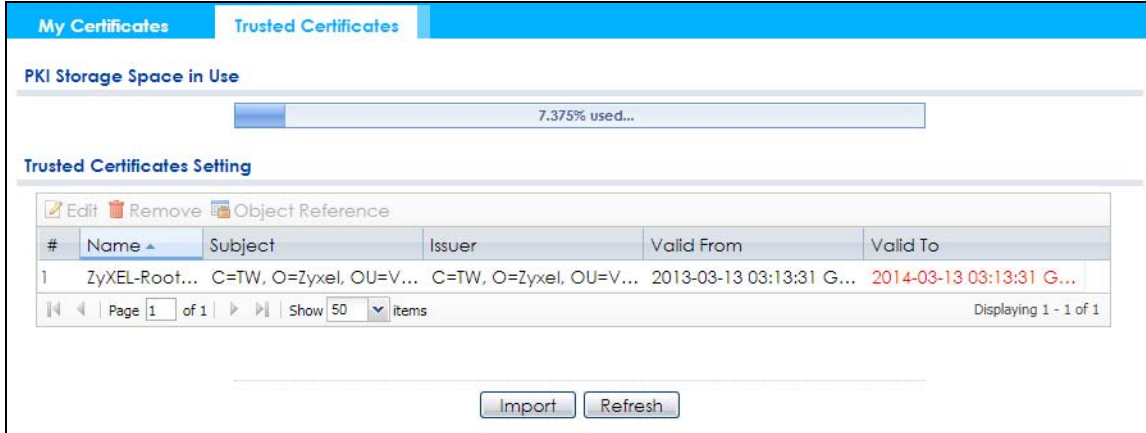 My Certificates Trusted Certificates
PKI Storage Space in Use
7.375% used...
Trusted Certificates Setting
Edit Remove Object Reference
# Name Subject Issuer Valid From Valid To
1 ZyXEL-Root... C=TW, O=Zyxel, OU=V... C=TW, O=Zyxel, OU=V... 2013-03-13 03:13:31 G... 2014-03-13 03:13:31 G...
Page 1 of 1 Show 50 items Displaying 1 - 1 of 1
Import Refresh